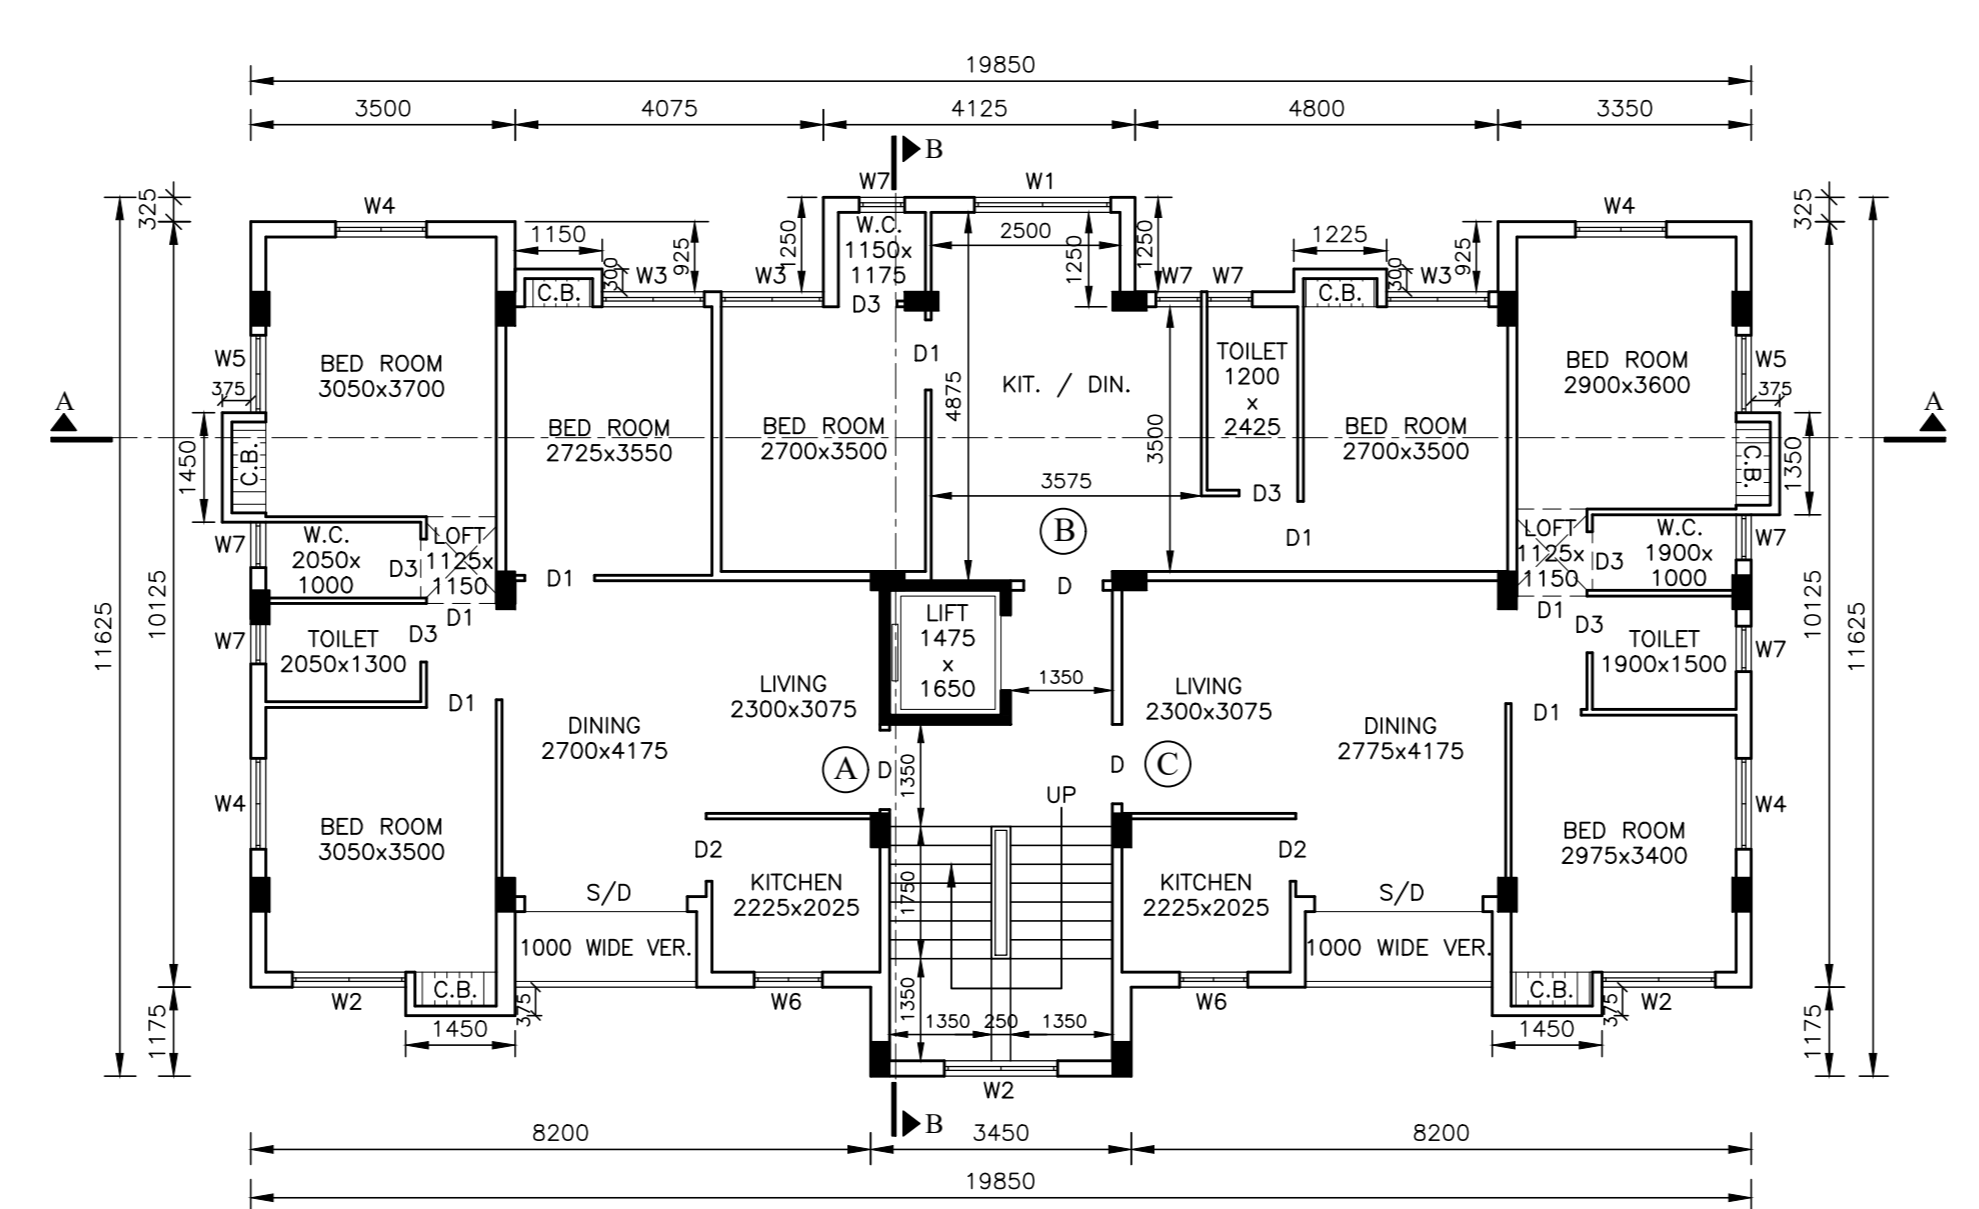 19850
3500 4075 4125 4800 3350
B
325 W4 1150 300 W3 925 W3 1250 W7 W1 1250 W7 W7 1225 300 W3 925 W4 325
W.C.
1150x
1175
D3
2500
1250
C.B.
C.B.
BED ROOM
3050x3700
W5
375
A
1450
C.B.
BED ROOM
2725x3550
BED ROOM
2700x3500
D1
4875
KIT. / DIN.
3500
3575
TOILET
1200
x
2425
D3
BED ROOM
2700x3500
BED ROOM
2900x3600
W5
375
A
1350
C.B.
B
D1
W7
W.C.
2050x
1000
D3
LOFT
1125x
1150
D1
D1
D
LOFT
1125x
1150
D3
W.C.
1900x
1000
W7
D1
11625
10125
W7
TOILET
2050x1300
D3
D1
LIFT
1475
x
1650
1350
D3
TOILET
1900x1500
W7
D1
10125
11625
LIVING
2300x3075
DINING
2700x4175
LIVING
2300x3075
DINING
2775x4175
A D
1350
D C
UP
W4
BED ROOM
3050x3500
D2
KITCHEN
2225x2025
1750
D2
KITCHEN
2225x2025
BED ROOM
2975x3400
W4
S/D
1000 WIDE VER.
S/D
1000 WIDE VER.
W2
C.B.
375
1450
W6
1350
1350 250 1350
W6
C.B.
375
W2
1450
1175
W2
1175
B
8200 3450 8200
19850